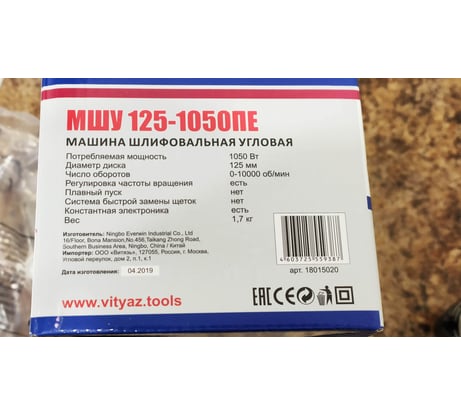 МШУ 125-1050ПЕ
МАШИНА ШЛИФОВАЛЬНАЯ УГЛОВАЯ
Потребляемая мощность 1050 Вт
Диаметр диска 125 мм
Число оборотов 0-10000 об/мин
Регулировка частоты вращения есть
Плавный пуск нет
Система быстрой замены щеток нет
Константная электроника есть
Вес 1,7 кг
Изготовитель: Ningbo Everwin Industrial Co., Ltd
16/Floor, Bona Mansion,No.456,Taikang Zhong Road,
Southern Business Area, Ningbo, China / Китай
Импортер: ООО «Витязь», 127055, Россия, г. Москва,
Угловой переулок, дом 2, п.1, к.1
Дата изготовления: 04.2019
4603725559387
арт. 18015020
www.vityaz.tools
EAC CE